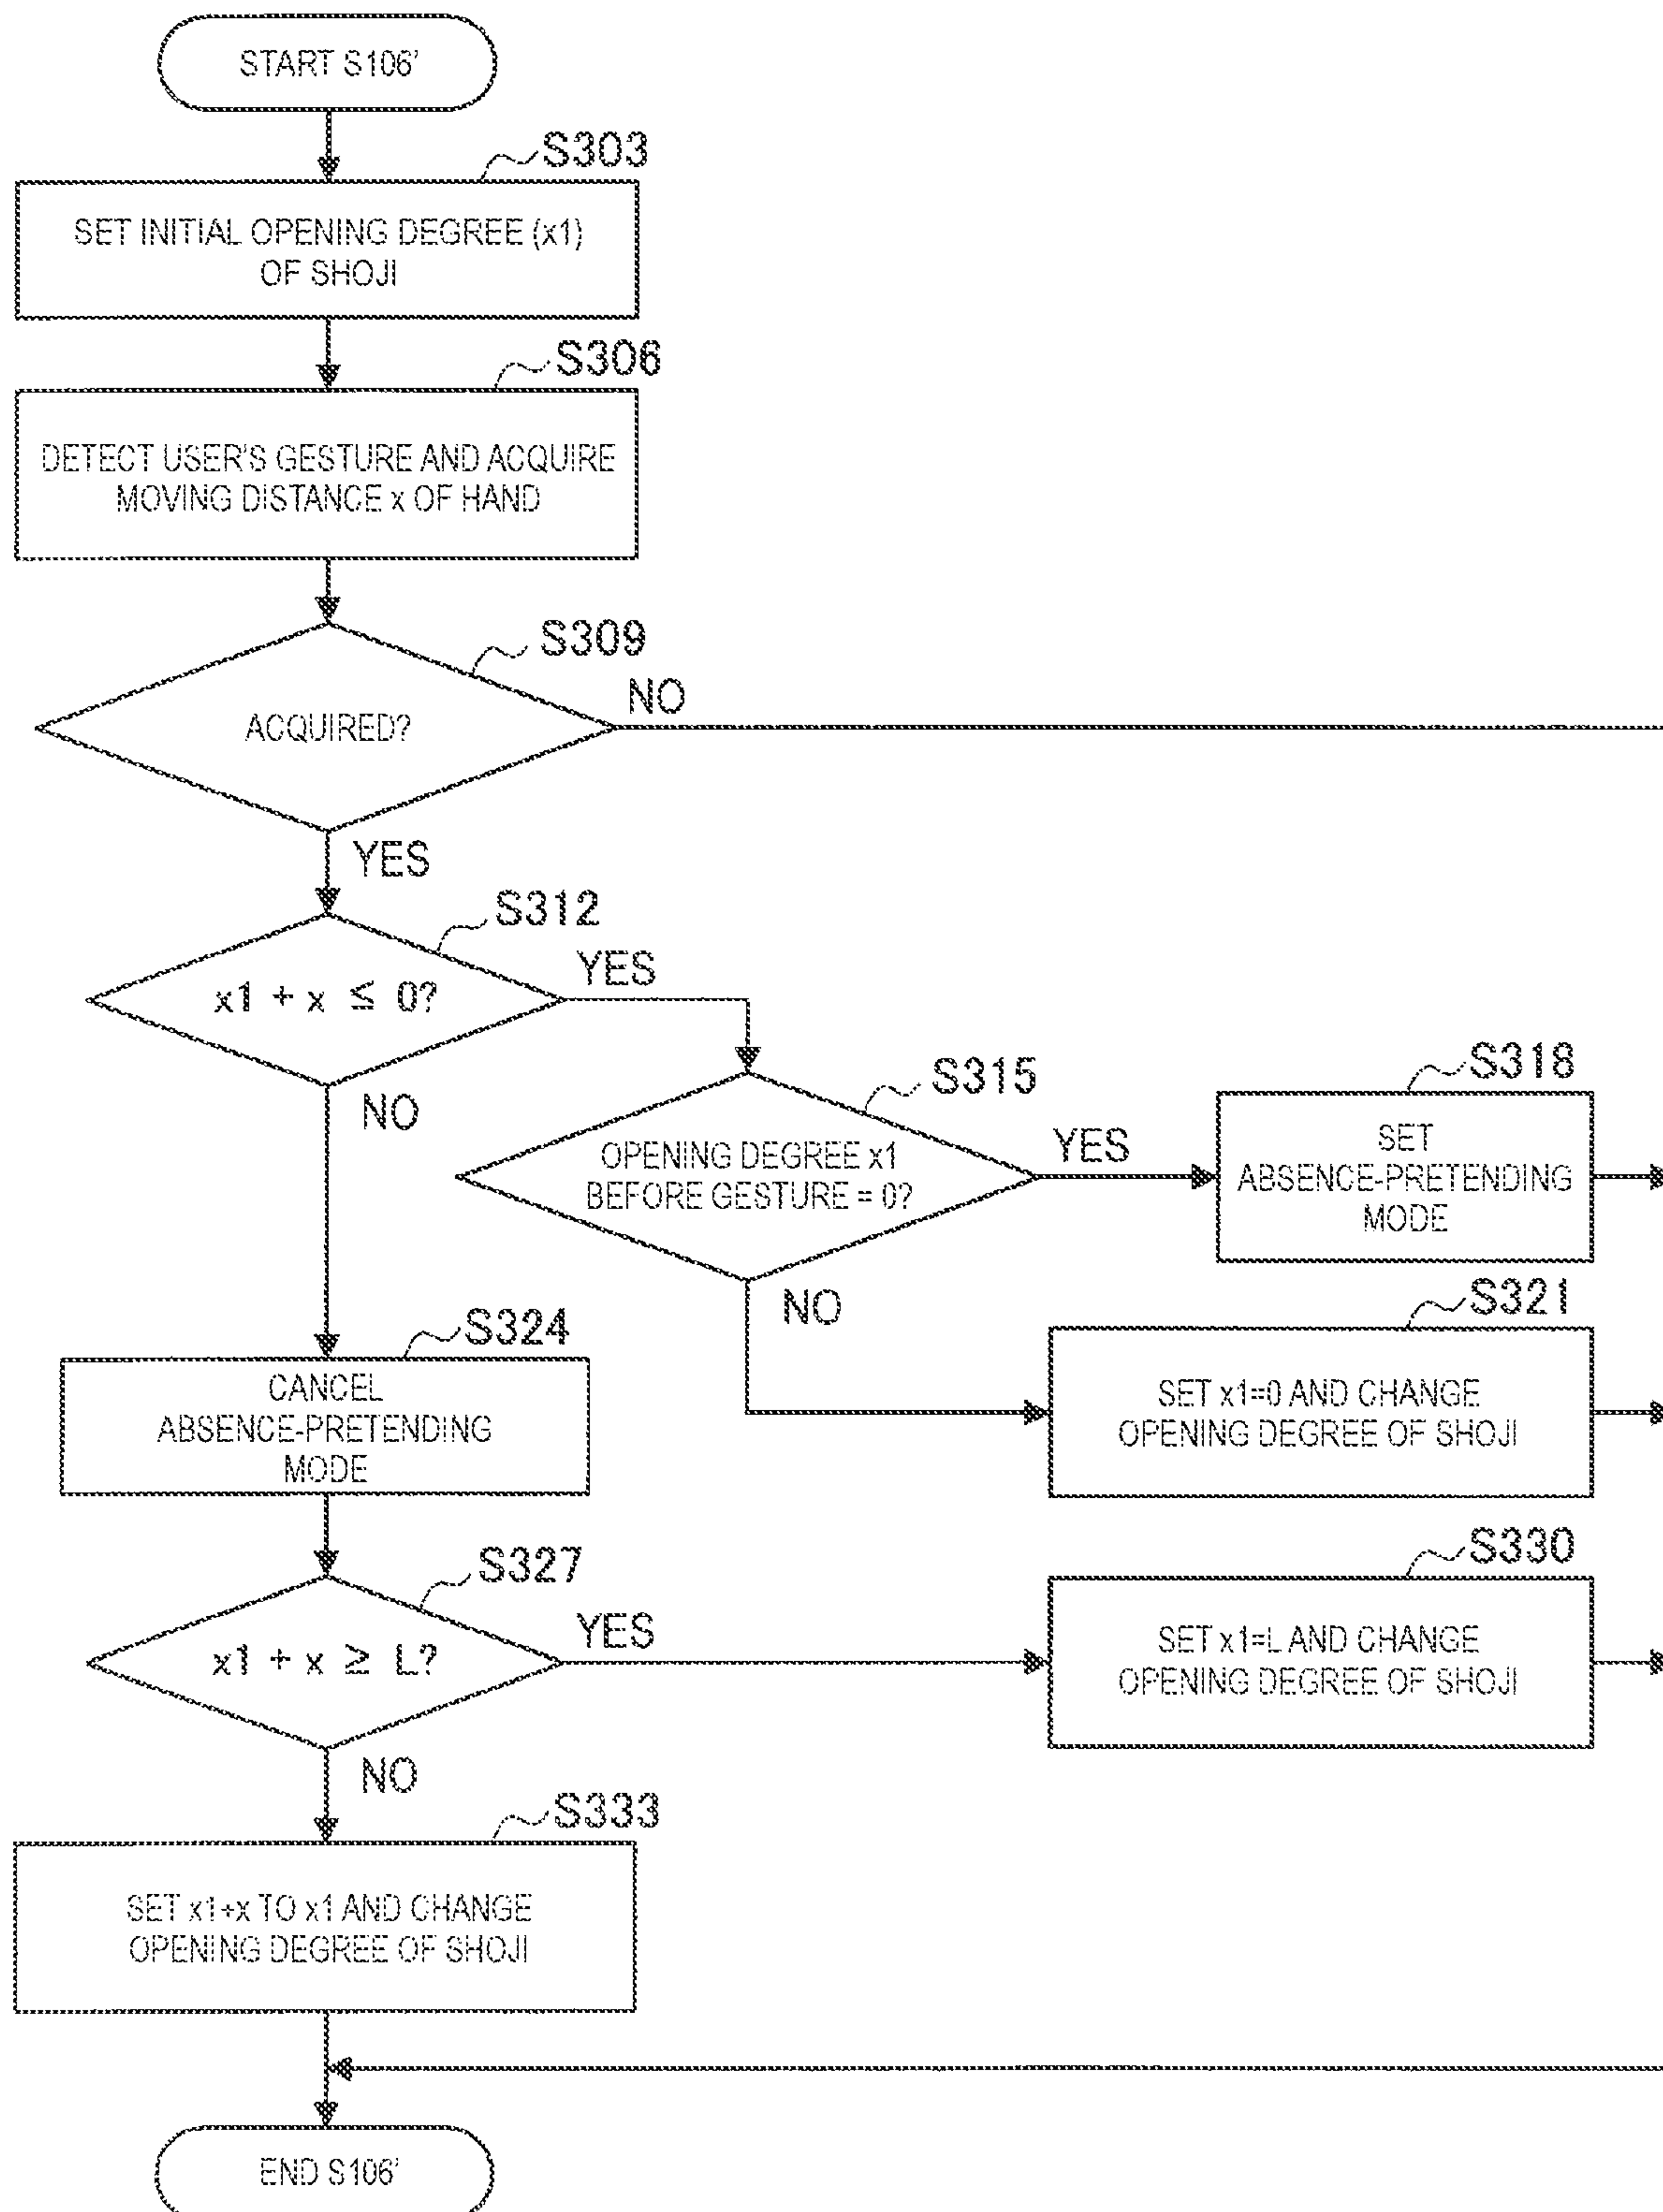 START S106'
S303
SET INITIAL OPENING DEGREE (x1)
OF SHOJI
S306
DETECT USER'S GESTURE AND ACQUIRE
MOVING DISTANCE x OF HAND
S309
ACQUIRED?
NO
YES
S312
x1 + x ≦ 0?
YES
NO
S315
OPENING DEGREE x1
BEFORE GESTURE = 0?
YES
NO
S318
SET
ABSENCE-PRETENDING
MODE
S321
SET x1=0 AND CHANGE
OPENING DEGREE OF SHOJI
S324
CANCEL
ABSENCE-PRETENDING
MODE
S327
x1 + x ≧ L?
YES
NO
S330
SET x1=L AND CHANGE
OPENING DEGREE OF SHOJI
S333
SET x1+x TO x1 AND CHANGE
OPENING DEGREE OF SHOJI
END S106'